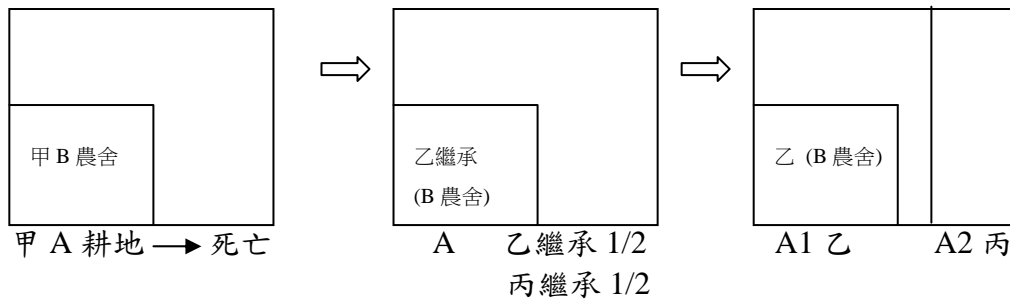 甲 B 農舍
乙繼承
(B 農舍)
乙 (B 農舍)
甲 A 耕地 → 死亡
A 乙繼承 1/2
丙繼承 1/2
A1 乙
A2 丙